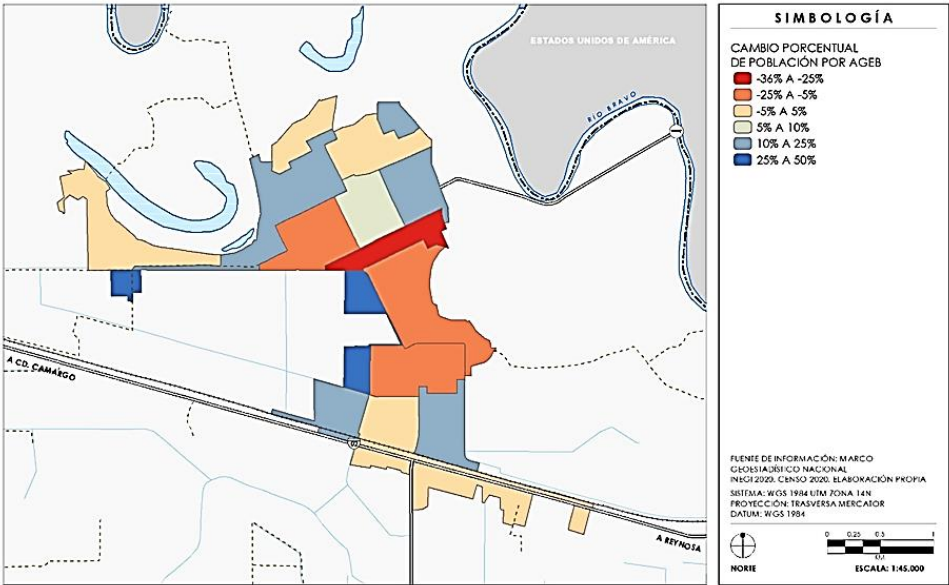 ESTADOS UNIDOS DE AMÉRICA
RIO BRAVO
A CD. CAMARGO
A REYNOSA
SIMBOLOGÍA
CAMBIO PORCENTUAL
DE POBLACIÓN POR AGEB
-36% A -25%
-25% A -5%
-5% A 5%
5% A 10%
10% A 25%
25% A 50%
FUENTE DE INFORMACIÓN: MARCO
GEOESTADÍSTICO NACIONAL
INEGI 2020. CENSO 2020. ELABORACIÓN PROPIA
SISTEMA: WGS 1984 UTM ZONA 14N
PROYECCIÓN: TRASVERSA MERCATOR
DATUM: WGS 1984
0 0.25 0.5 1
NORTE
ESCALA: 1:45,000